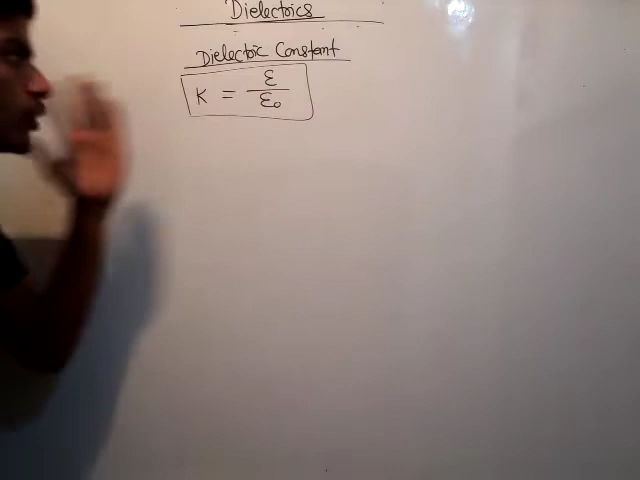 Dielectrics
Dielectric Constant
K = ε/ε₀